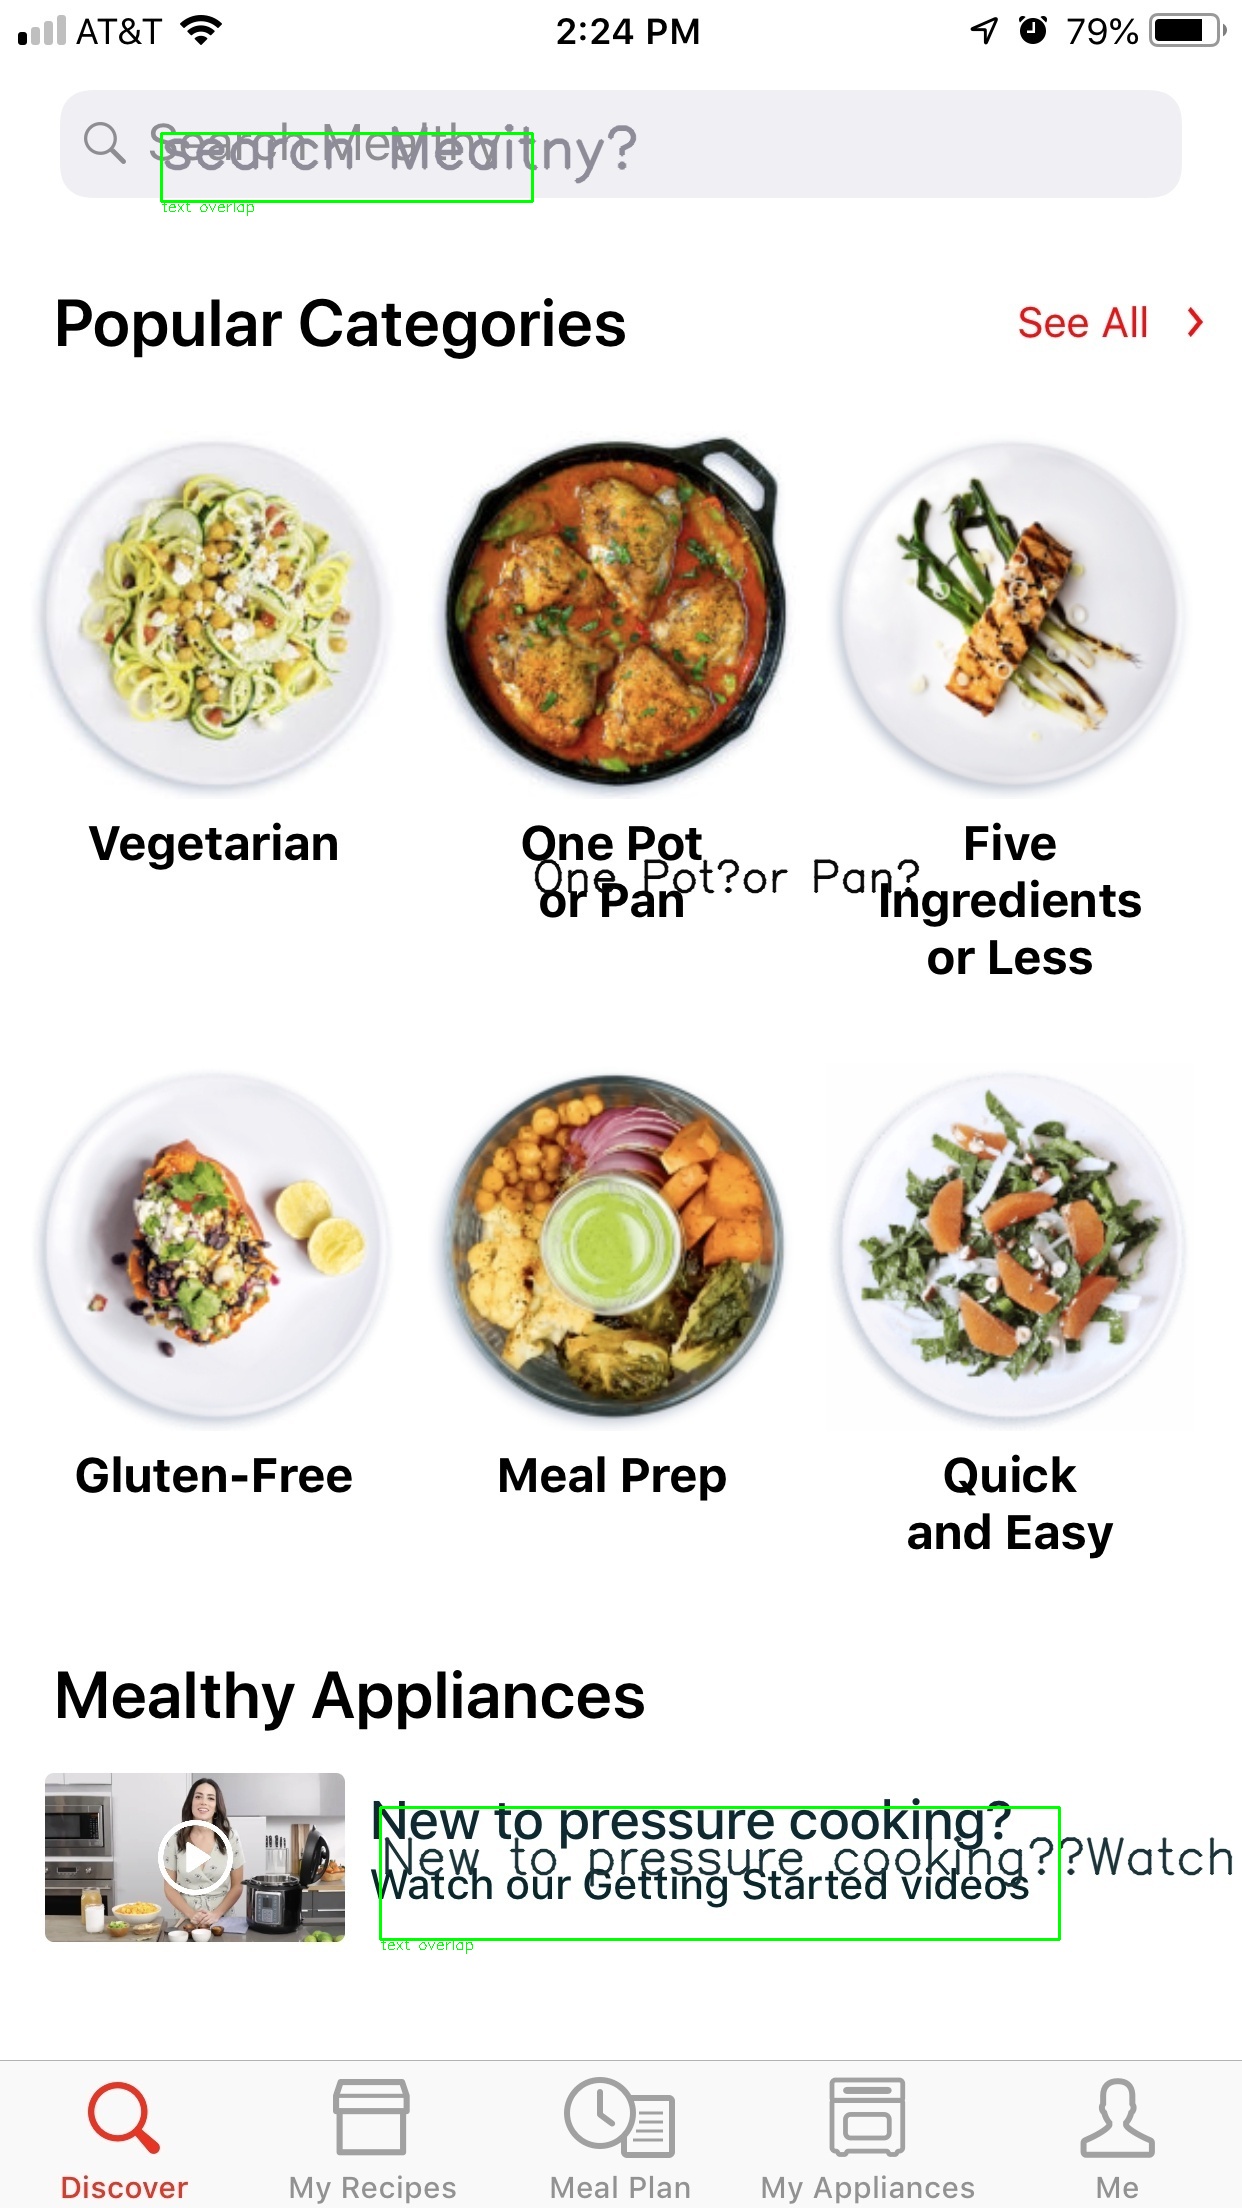 AT&T 2:24 PM 79%
Search Mealthy
search Meditny?
text overlap
Popular Categories
See All
Vegetarian
One Pot
or Pan
One Pot?or Pan?
Five
Ingredients
or Less
Gluten-Free
Meal Prep
Quick
and Easy
Mealthy Appliances
New to pressure cooking?
New to pressure cooking??Watch
Watch our Getting Started videos
text overlap
Discover
My Recipes
Meal Plan
My Appliances
Me